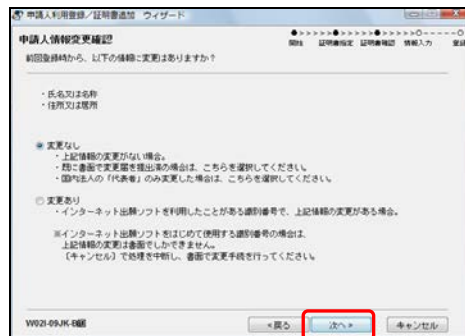 申請人利用登録／証明書追加　ウィザード
申請人情報変更確認
●>>>>>●>>>>>●>>>>>○-----○
開始　証明書指定　証明書確認　情報入力　登録
前回登録時から、以下の情報に変更はありますか？
・氏名又は名称
・住所又は居所
変更なし
・上記情報の変更がない場合。
・既に書面で変更届を提出済の場合は、こちらを選択してください。
・国内法人の「代表者」のみ変更した場合は、こちらを選択してください。
変更あり
・インターネット出願ソフトを利用したことがある識別番号で、上記情報の変更がある場合。
※インターネット出願ソフトをはじめて使用する識別番号の場合は、
上記情報の変更は書面でしかできません。
〔キャンセル〕で処理を中断し、書面で変更手続を行ってください。
W02I-09JK-B
<戻る　次へ>　キャンセル